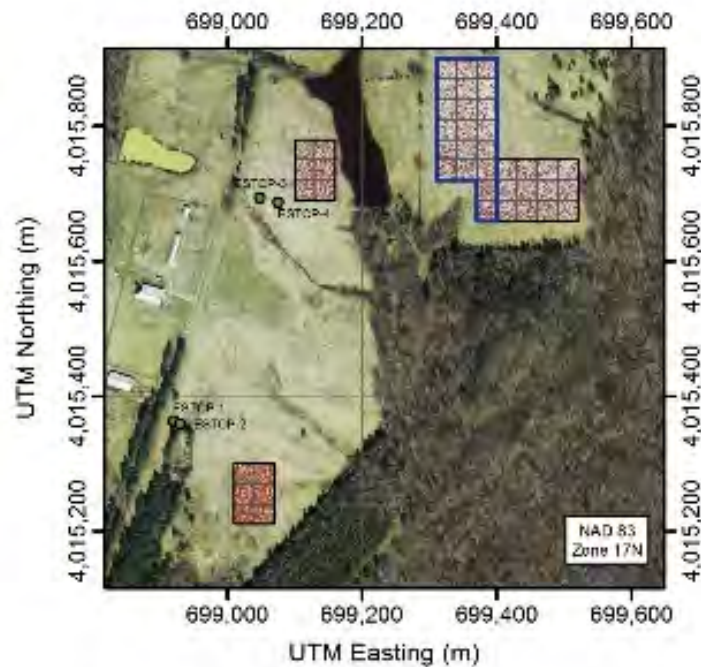 699,000 699,200 699,400 699,600
4,015,800 4,015,800
ESTCP-3
ESTCP-4
4,015,600 4,015,600
UTM Northing (m)
4,015,400 4,015,400
ESTCP-1
ESTCP-2
4,015,200 4,015,200
NAD 83
Zone 17N
699,000 699,200 699,400 699,600
UTM Easting (m)